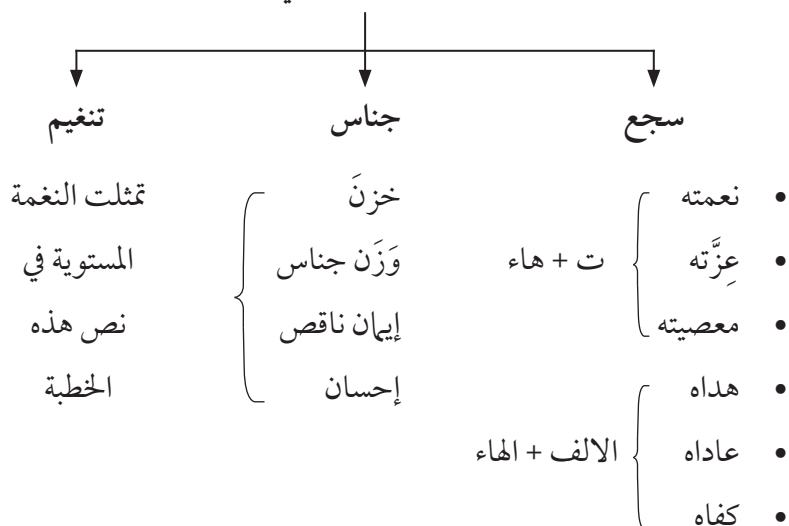 سجع جناس تنغيم
• نعمته
• عِزَّته ت + هاء
• معصيته
• هداه
• عاداه الالف + الهاء
• كفاه
خزنَ
وَزَن جناس
إيمان ناقص
إحسان
تمثلت النغمة
المستوية في
نص هذه
الخطبة